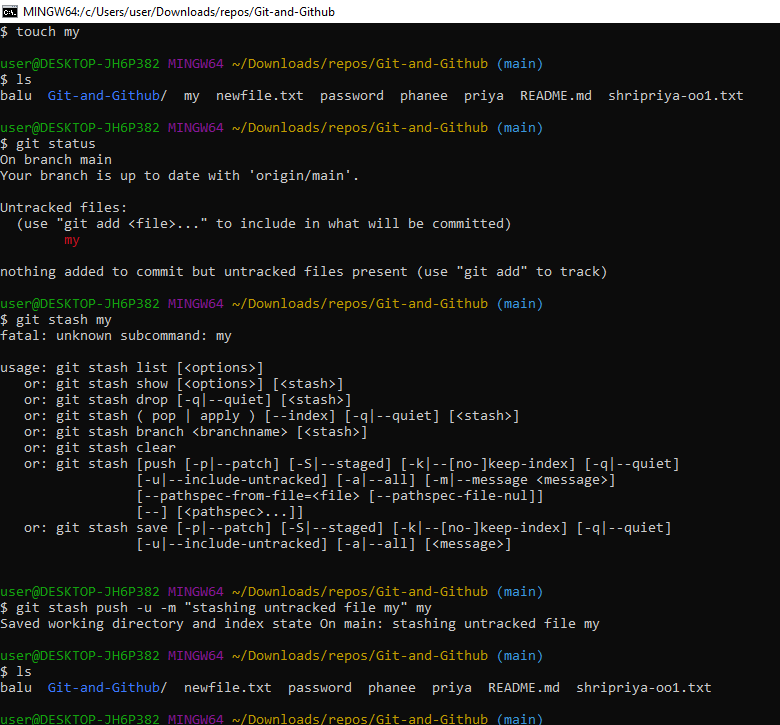 MINGW64:/c/Users/user/Downloads/repos/Git-and-Github
$ touch my
user@DESKTOP-JH6P382 MINGW64 ~/Downloads/repos/Git-and-Github (main)
$ ls
balu  Git-and-Github/  my  newfile.txt  password  phanee  priya  README.md  shripriya-oo1.txt
user@DESKTOP-JH6P382 MINGW64 ~/Downloads/repos/Git-and-Github (main)
$ git status
On branch main
Your branch is up to date with 'origin/main'.
Untracked files:
  (use "git add <file>..." to include in what will be committed)
        my
nothing added to commit but untracked files present (use "git add" to track)
user@DESKTOP-JH6P382 MINGW64 ~/Downloads/repos/Git-and-Github (main)
$ git stash my
fatal: unknown subcommand: my
usage: git stash list [<options>]
   or: git stash show [<options>] [<stash>]
   or: git stash drop [-q|--quiet] [<stash>]
   or: git stash ( pop | apply ) [--index] [-q|--quiet] [<stash>]
   or: git stash branch <branchname> [<stash>]
   or: git stash clear
   or: git stash [push [-p|--patch] [-S|--staged] [-k|--[no-]keep-index] [-q|--quiet]
                 [-u|--include-untracked] [-a|--all] [-m|--message <message>]
                 [--pathspec-from-file=<file> [--pathspec-file-nul]]
                 [--] [<pathspec>...]]
   or: git stash save [-p|--patch] [-S|--staged] [-k|--[no-]keep-index] [-q|--quiet]
                 [-u|--include-untracked] [-a|--all] [<message>]
user@DESKTOP-JH6P382 MINGW64 ~/Downloads/repos/Git-and-Github (main)
$ git stash push -u -m "stashing untracked file my" my
Saved working directory and index state On main: stashing untracked file my
user@DESKTOP-JH6P382 MINGW64 ~/Downloads/repos/Git-and-Github (main)
$ ls
balu  Git-and-Github/  newfile.txt  password  phanee  priya  README.md  shripriya-oo1.txt
user@DESKTOP-JH6P382 MINGW64 ~/Downloads/repos/Git-and-Github (main)